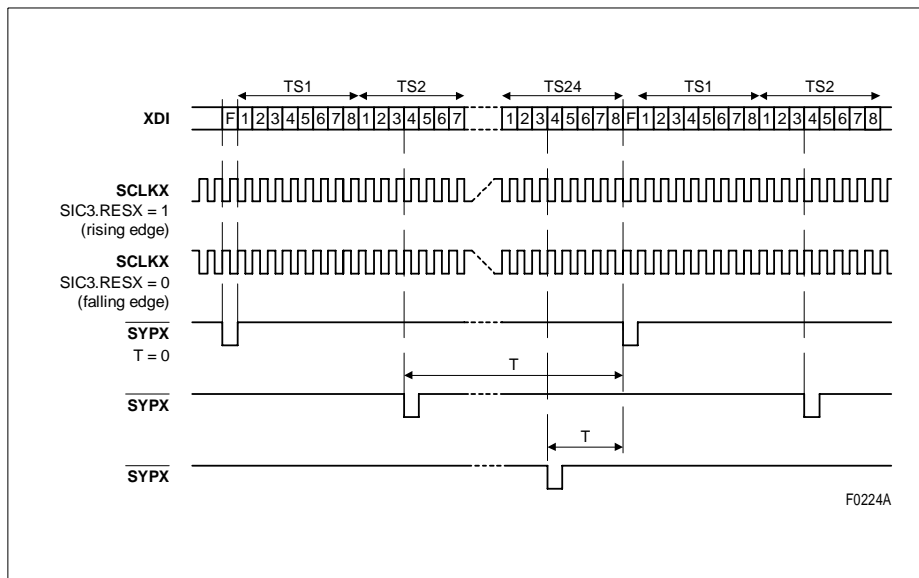 TS1 TS2 TS24 TS1 TS2
XDI F 1 2 3 4 5 6 7 8 1 2 3 4 5 6 7 1 2 3 4 5 6 7 8 F 1 2 3 4 5 6 7 8 1 2 3 4 5 6 7 8
SCLKX
SIC3.RESX = 1
(rising edge)
SCLKX
SIC3.RESX = 0
(falling edge)
SYPX
T = 0
T
SYPX
T
SYPX
F0224A